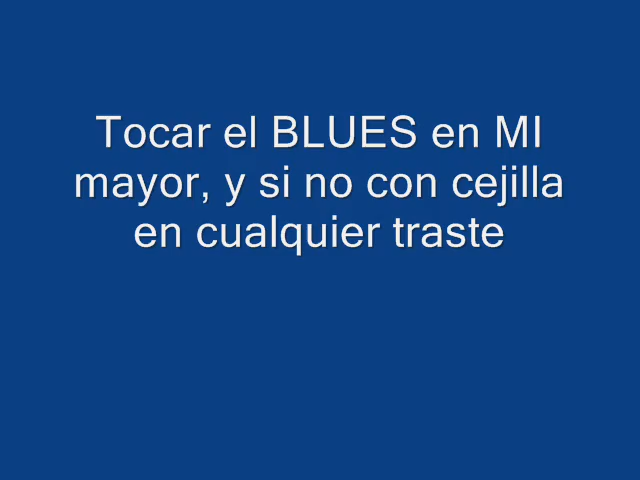 Tocar el BLUES en MI
mayor, y si no con cejilla
en cualquier traste